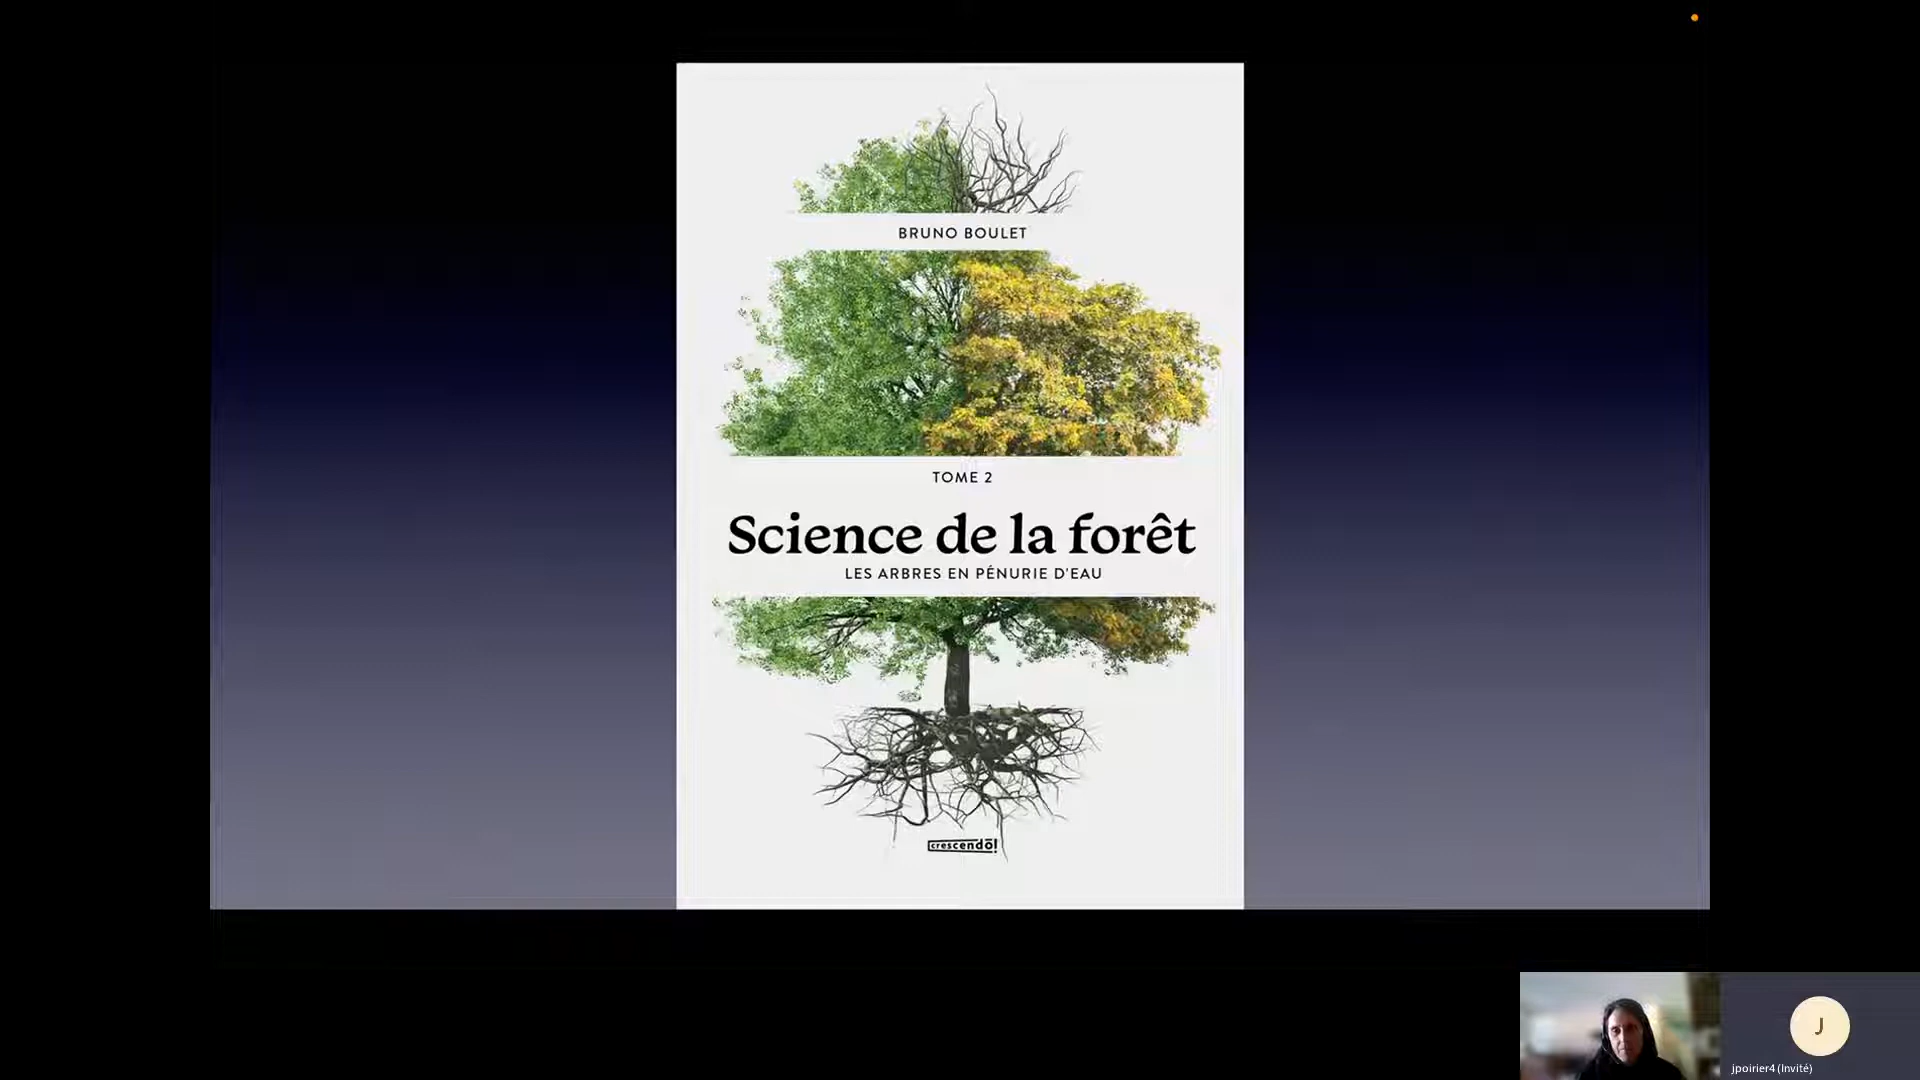 BRUNO BOULET
TOME 2
Science de la forêt
LES ARBRES EN PÉNURIE D'EAU
crescendo!
J
jpoirier4 (Invité)